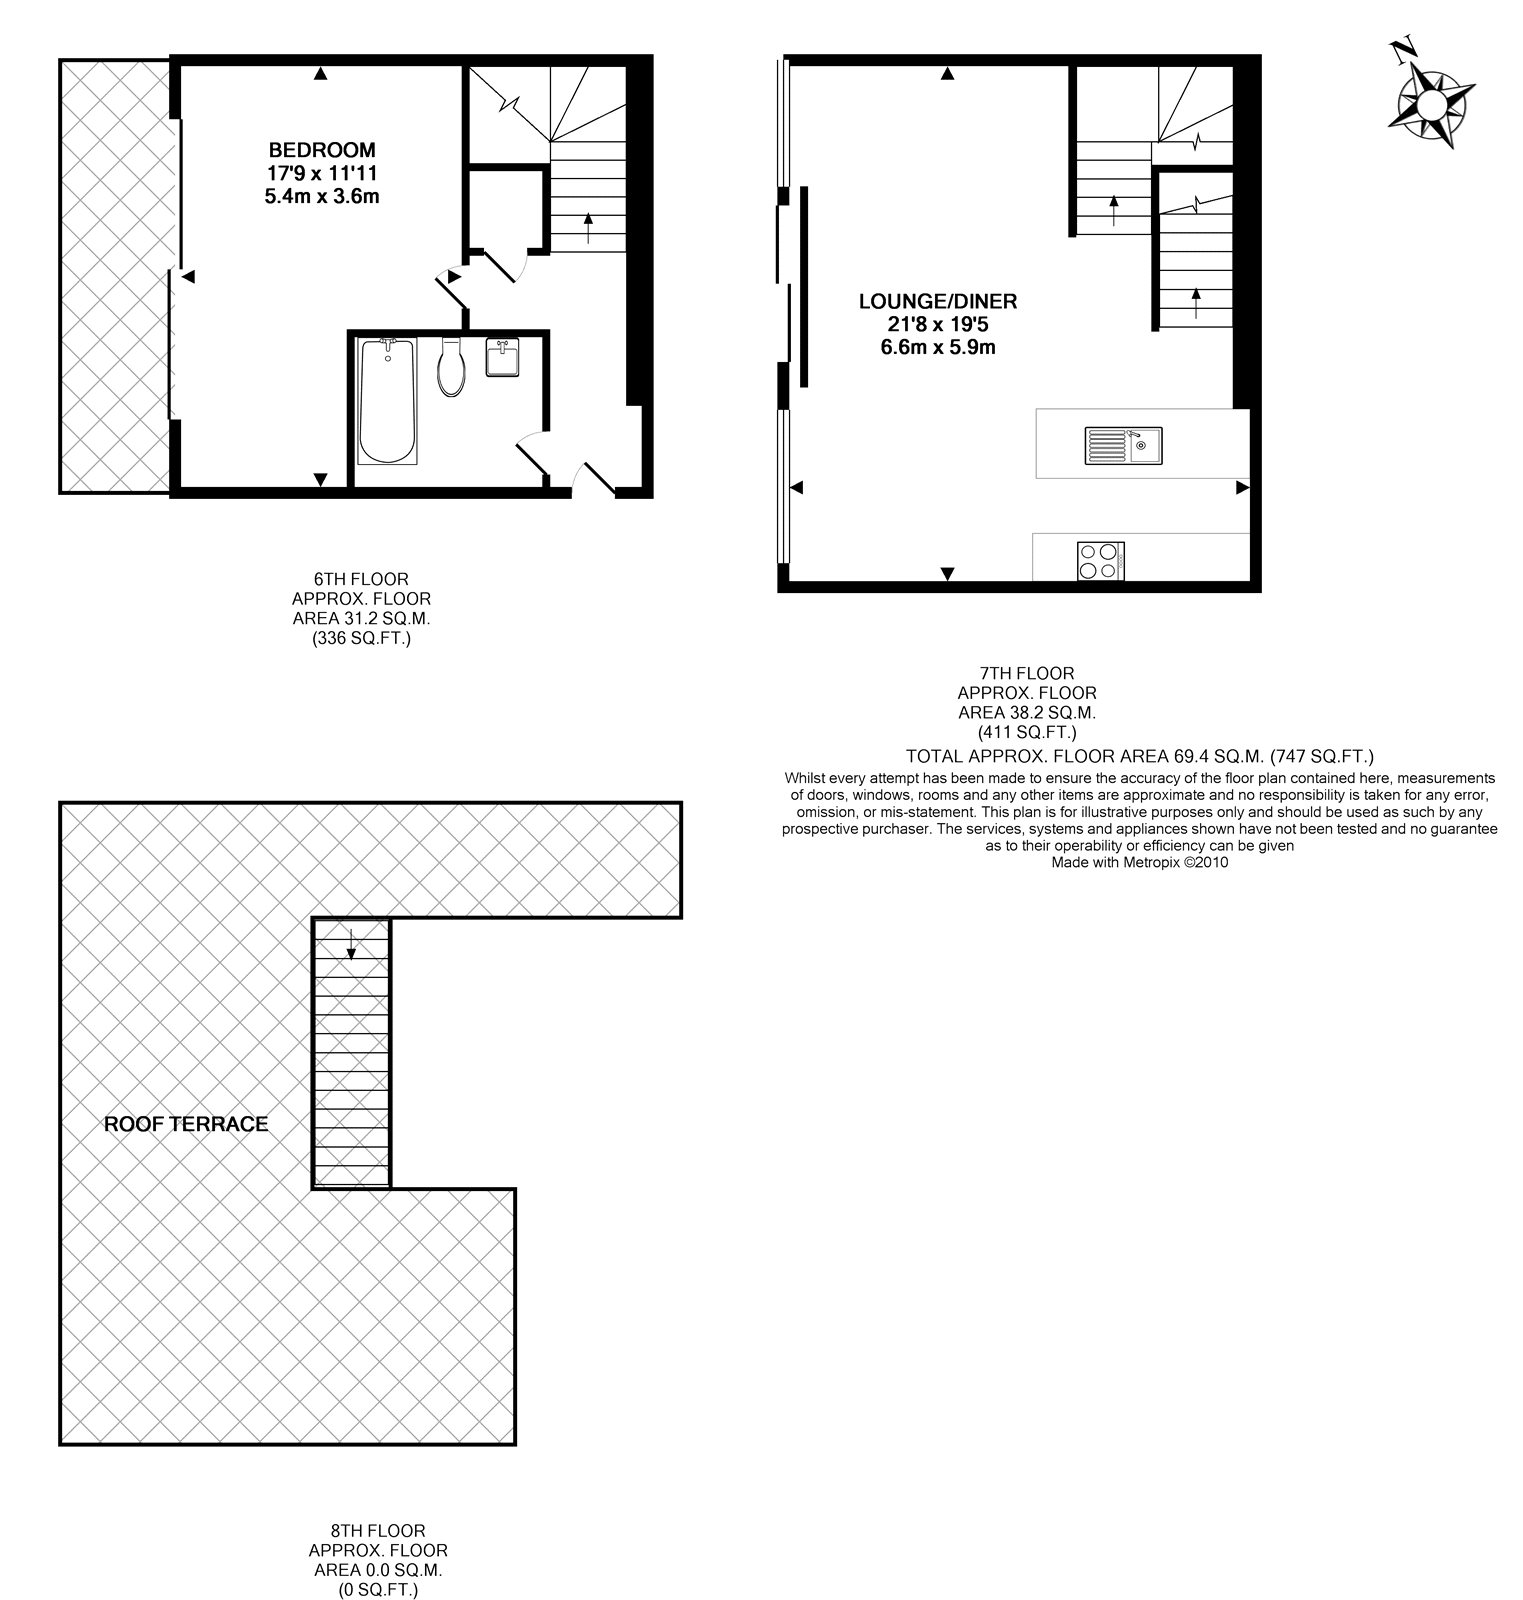 N
BEDROOM
17'9 x 11'11
5.4m x 3.6m
LOUNGE/DINER
21'8 x 19'5
6.6m x 5.9m
6TH FLOOR
APPROX. FLOOR
AREA 31.2 SQ.M.
(336 SQ.FT.)
7TH FLOOR
APPROX. FLOOR
AREA 38.2 SQ.M.
(411 SQ.FT.)
TOTAL APPROX. FLOOR AREA 69.4 SQ.M. (747 SQ.FT.)
Whilst every attempt has been made to ensure the accuracy of the floor plan contained here, measurements
of doors, windows, rooms and any other items are approximate and no responsibility is taken for any error,
omission, or mis-statement. This plan is for illustrative purposes only and should be used as such by any
prospective purchaser. The services, systems and appliances shown have not been tested and no guarantee
as to their operability or efficiency can be given
Made with Metropix ©2010
ROOF TERRACE
8TH FLOOR
APPROX. FLOOR
AREA 0.0 SQ.M.
(0 SQ.FT.)